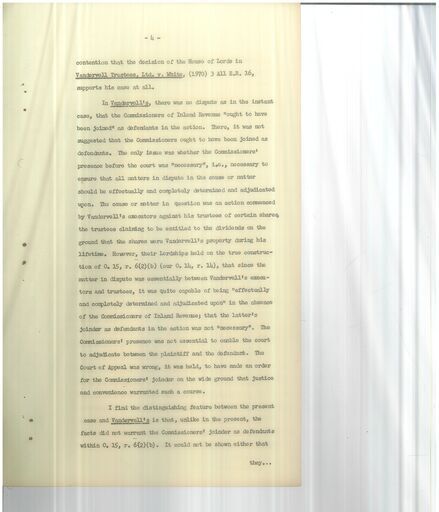 - 4 -
contention that the decision of the House of Lords in
Vandervell Trustees, Ltd. v. White, (1970) 3 All E.R. 16,
supports his case at all.
In Vandervell's, there was no dispute as in the instant
case, that the Commissioners of Inland Revenue "ought to have
been joined" as defendants in the action. There, it was not
suggested that the Commissioners ought to have been joined as
defendants. The only issue was whether the Commissioners'
presence before the court was "necessary", i.e., necessary to
ensure that all matters in dispute in the cause or matter
should be effectually and completely determined and adjudicated
upon. The cause or matter in question was an action commenced
by Vandervell's executors against his trustees of certain shares,
the trustees claiming to be entitled to the dividends on the
ground that the shares were Vandervell's property during his
lifetime. However, their Lordships held on the true construc-
tion of O. 15, r. 6(2)(b) (our O. 14, r. 14), that since the
matter in dispute was essentially between Vandervell's execu-
tors and trustees, it was quite capable of being "effectually
and completely determined and adjudicated upon" in the absence
of the Commissioners of Inland Revenue; that the latter's
joinder as defendants in the action was not "necessary". The
Commissioners' presence was not essential to enable the court
to adjudicate between the plaintiff and the defendant. The
Court of Appeal was wrong, it was held, to have made an order
for the Commissioners' joinder on the wide ground that justice
and convenience warranted such a course.
I find the distinguishing feature between the present
case and Vandervell's is that, unlike in the present, the
facts did not warrant the Commissioners' joinder as defendants
within O. 15, r. 6(2)(b). It could not be shown either that
they...